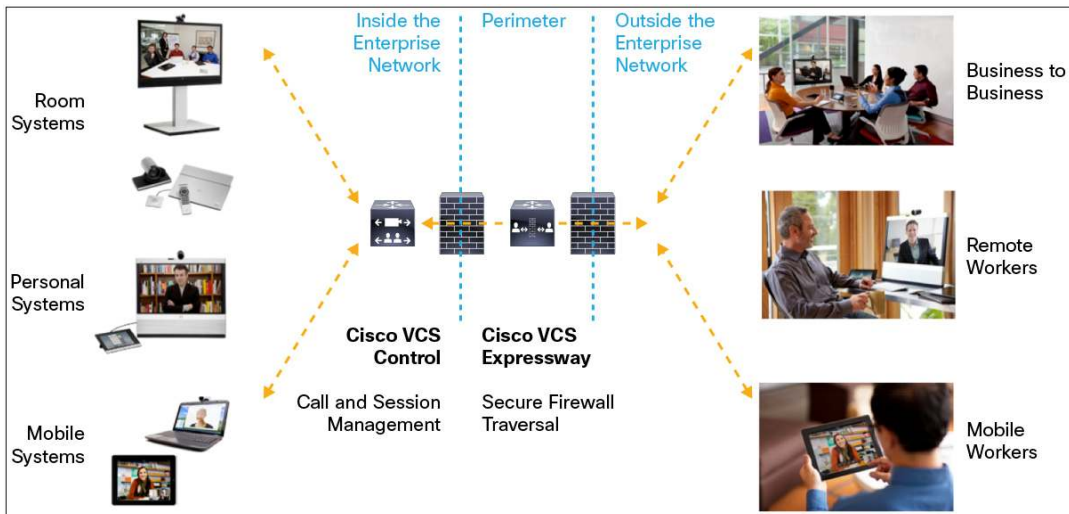 Inside the
Enterprise
Network
Perimeter
Outside the
Enterprise
Network
Room
Systems
Personal
Systems
Mobile
Systems
Cisco VCS
Control
Call and Session
Management
Cisco VCS
Expressway
Secure Firewall
Traversal
Business to
Business
Remote
Workers
Mobile
Workers